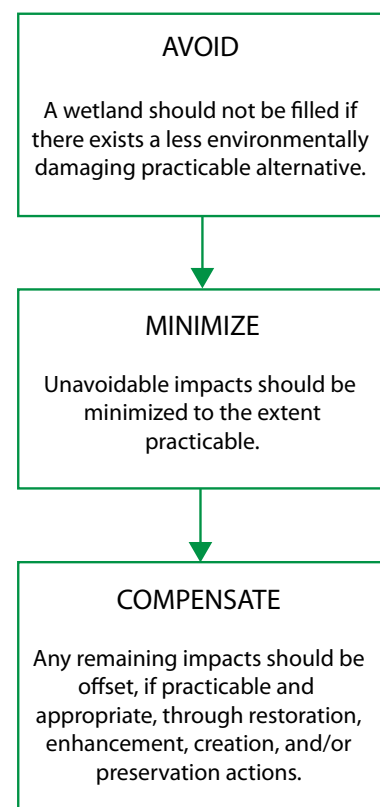 AVOID
A wetland should not be filled if
there exists a less environmentally
damaging practicable alternative.
MINIMIZE
Unavoidable impacts should be
minimized to the extent
practicable.
COMPENSATE
Any remaining impacts should be
offset, if practicable and
appropriate, through restoration,
enhancement, creation, and/or
preservation actions.